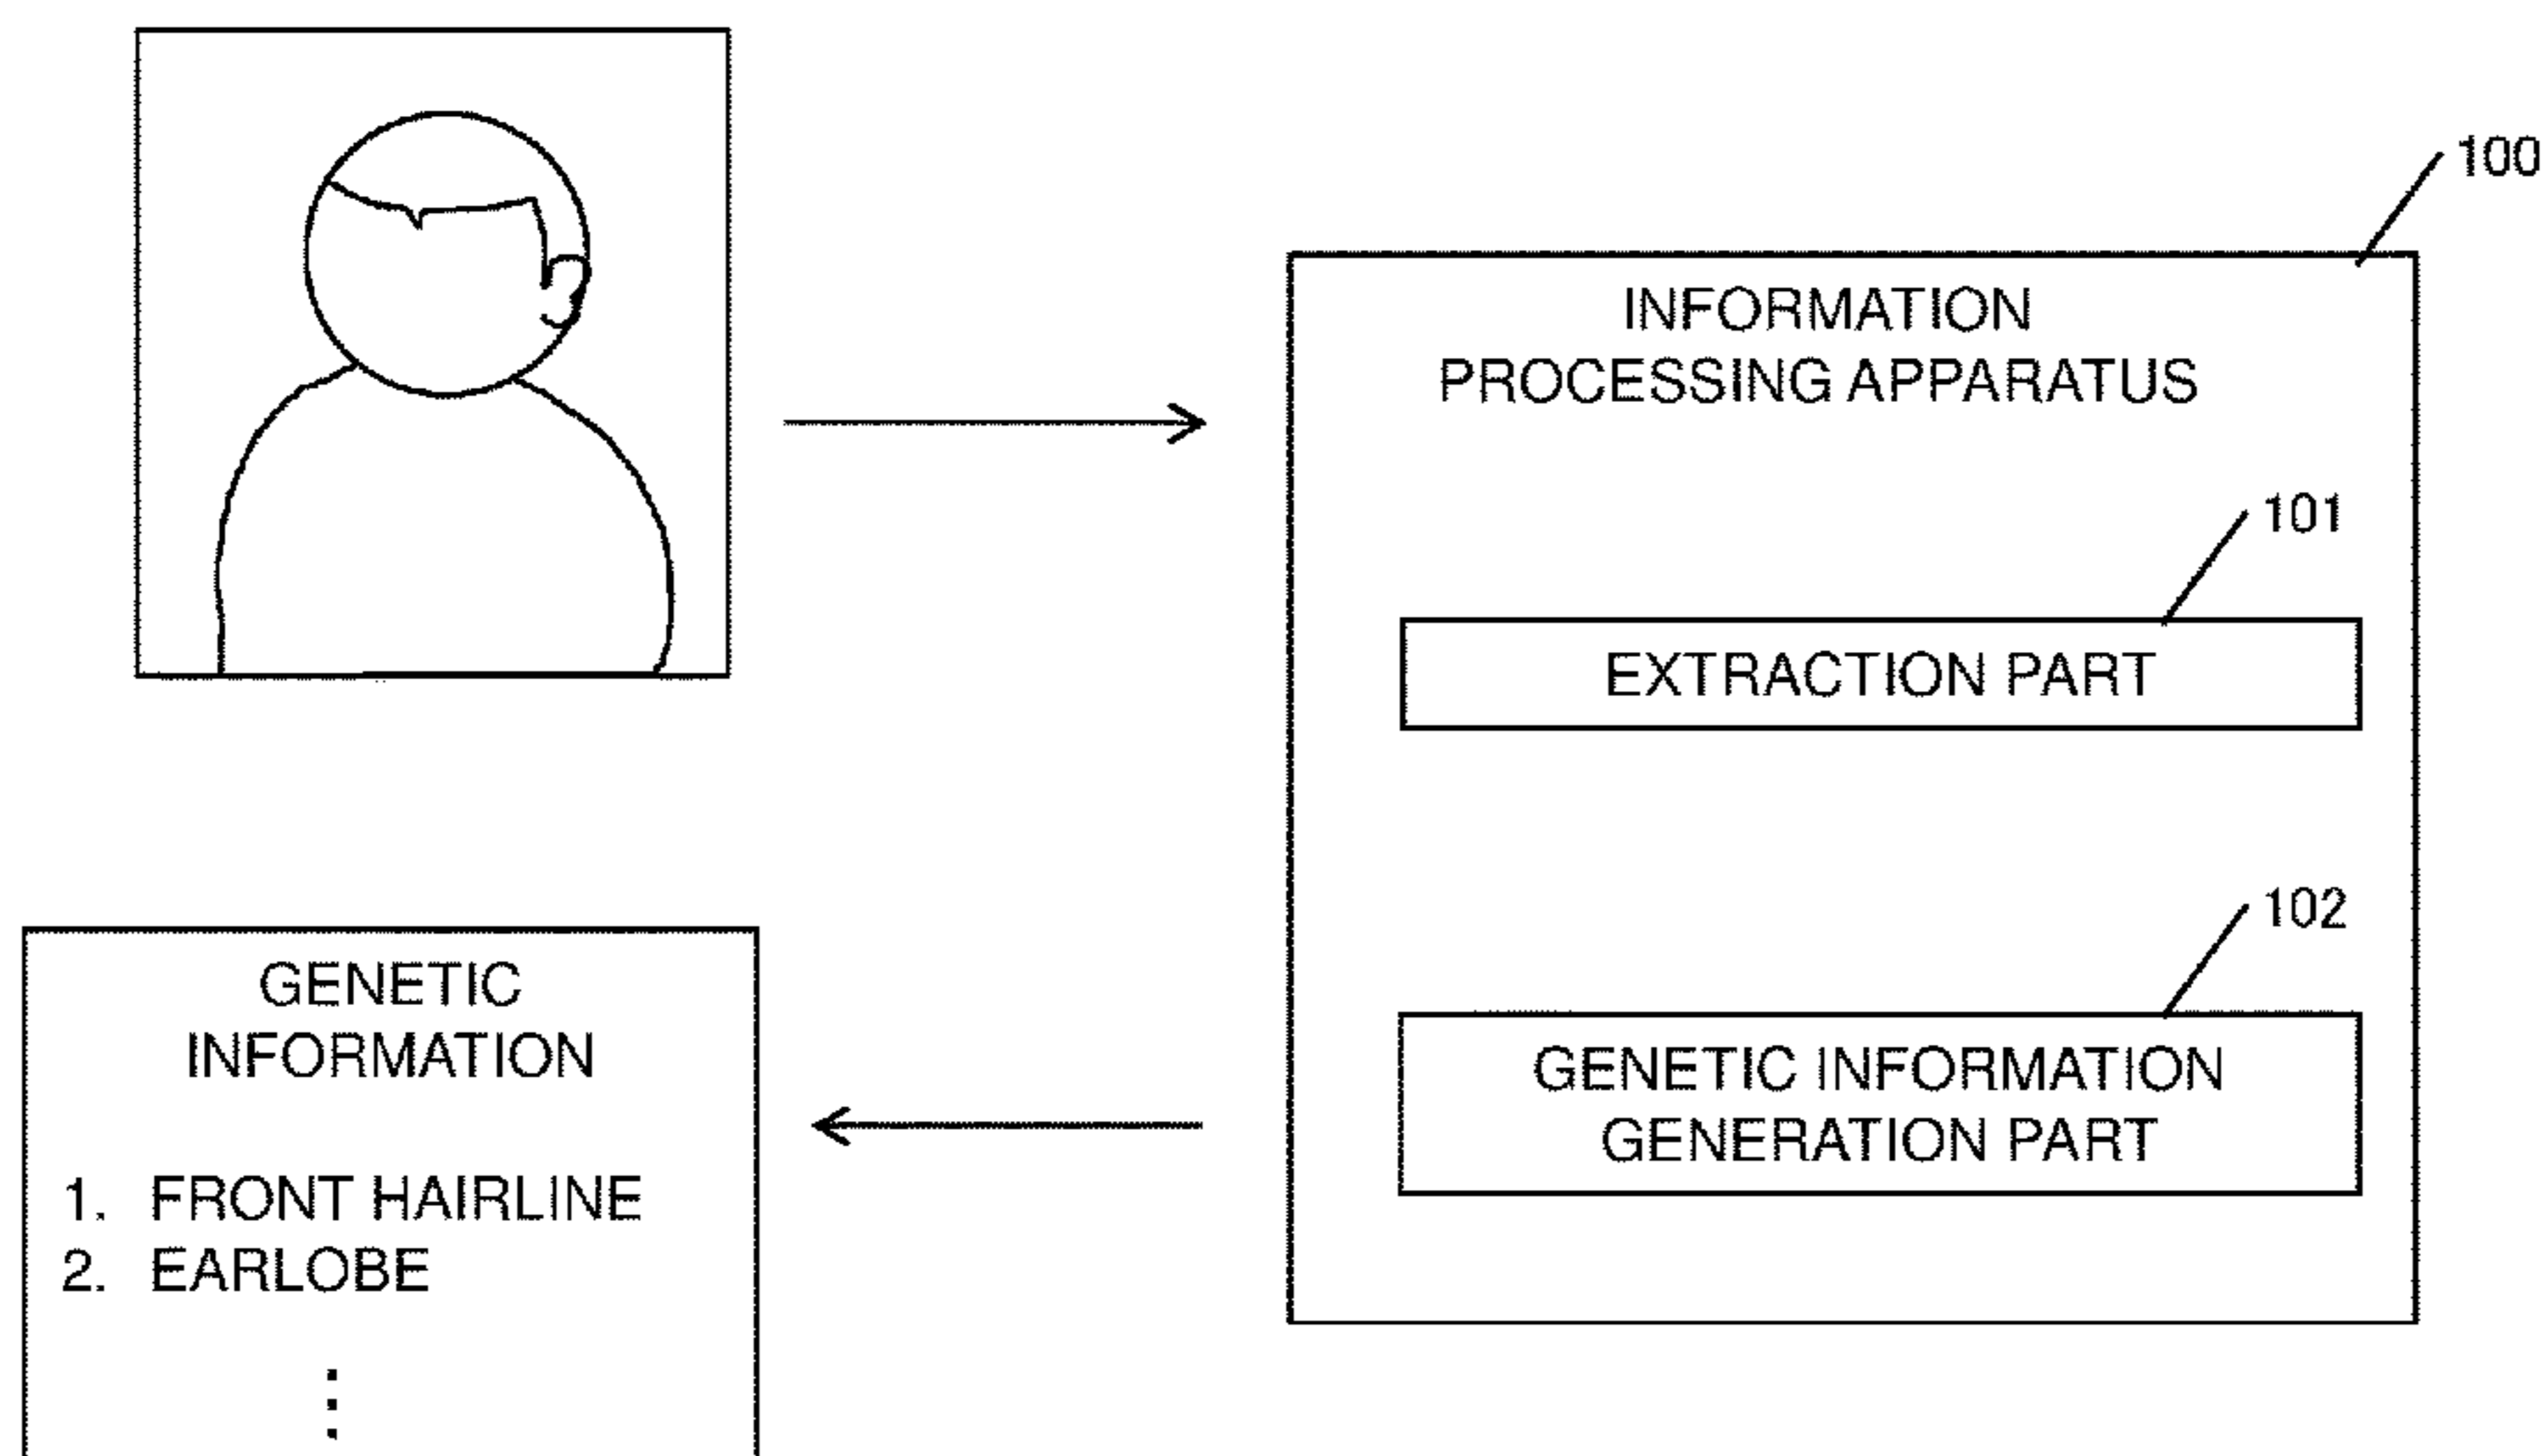 100
INFORMATION
PROCESSING APPARATUS
101
EXTRACTION PART
102
GENETIC INFORMATION
GENERATION PART
GENETIC
INFORMATION
1. FRONT HAIRLINE
2. EARLOBE
⋮